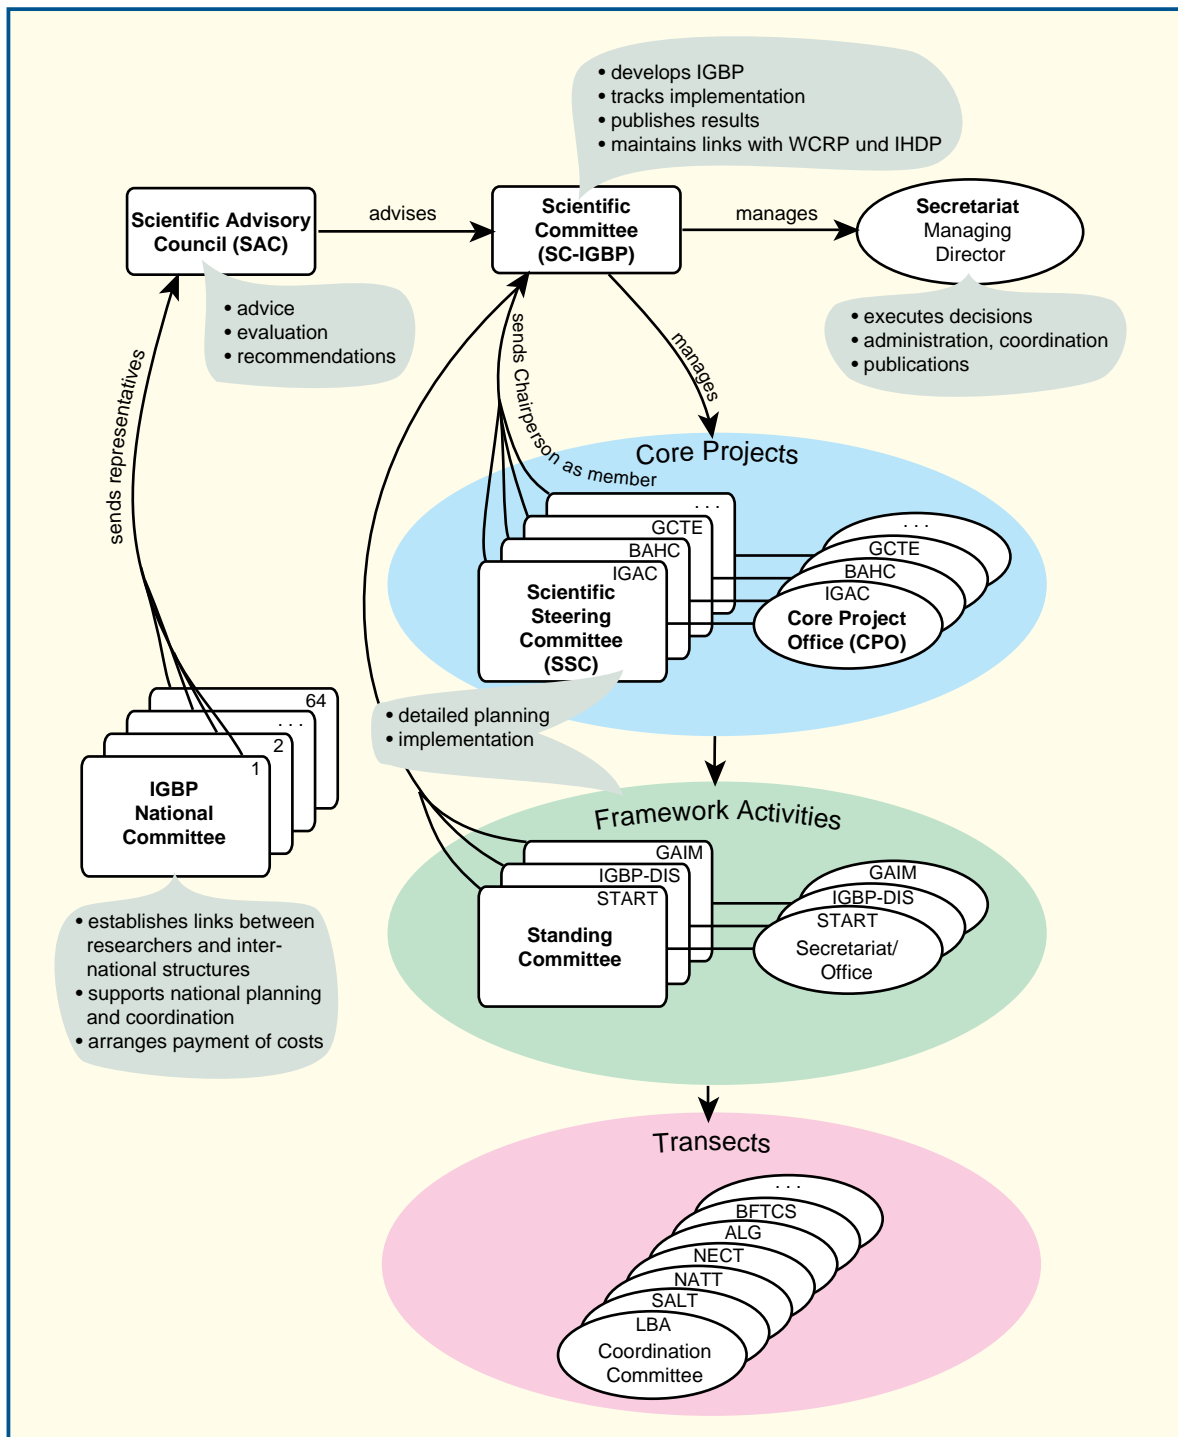 • develops IGBP
• tracks implementation
• publishes results
• maintains links with WCRP und IHDP
Scientific Advisory
Council (SAC)
advises
Scientific
Committee
(SC-IGBP)
manages
Secretariat
Managing
Director
• advice
• evaluation
• recommendations
• executes decisions
• administration, coordination
• publications
sends representatives
sends Chairperson as member
manages
Core Projects
. . .
GCTE
BAHC
IGAC
Scientific
Steering
Committee
(SSC)
. . .
GCTE
BAHC
IGAC
Core Project
Office (CPO)
• detailed planning
• implementation
64
. . .
2
1
IGBP
National
Committee
• establishes links between
researchers and inter-
national structures
• supports national planning
and coordination
• arranges payment of costs
Framework Activities
GAIM
IGBP-DIS
START
Standing
Committee
GAIM
IGBP-DIS
START
Secretariat/
Office
Transects
. . .
BFTCS
ALG
NECT
NATT
SALT
LBA
Coordination
Committee